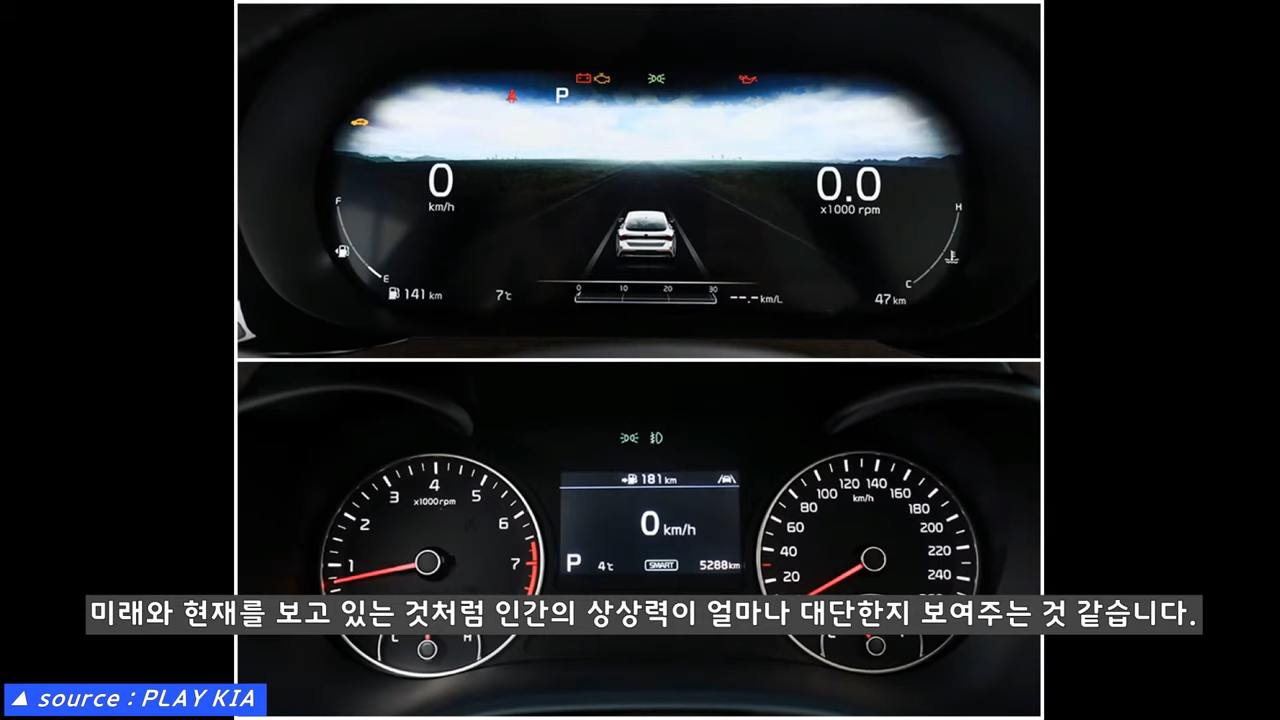 P
0
km/h
0.0
x1000 rpm
F
E
H
C
141 km
7℃
0 10 20 30
--.- km/L
47 km
1 2 3 4 5 6 7
x1000rpm
181 km
0 km/h
P
4℃
SMART
5288km
20 40 60 80 100 120 140 160 180 200 220 240
km/h
미래와 현재를 보고 있는 것처럼 인간의 상상력이 얼마나 대단한지 보여주는 것 같습니다.
H
▲ source : PLAY KIA